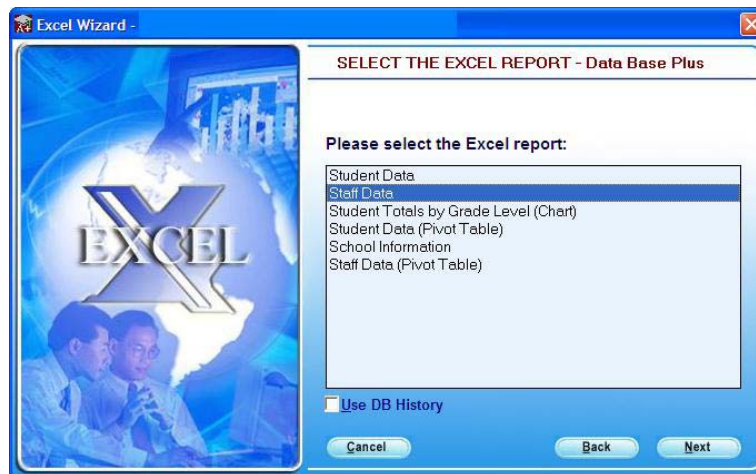 Excel Wizard -
SELECT THE EXCEL REPORT - Data Base Plus
EXCEL
X
Please select the Excel report:
Student Data
Staff Data
Student Totals by Grade Level (Chart)
Student Data (Pivot Table)
School Information
Staff Data (Pivot Table)
Use DB History
Cancel
Back
Next